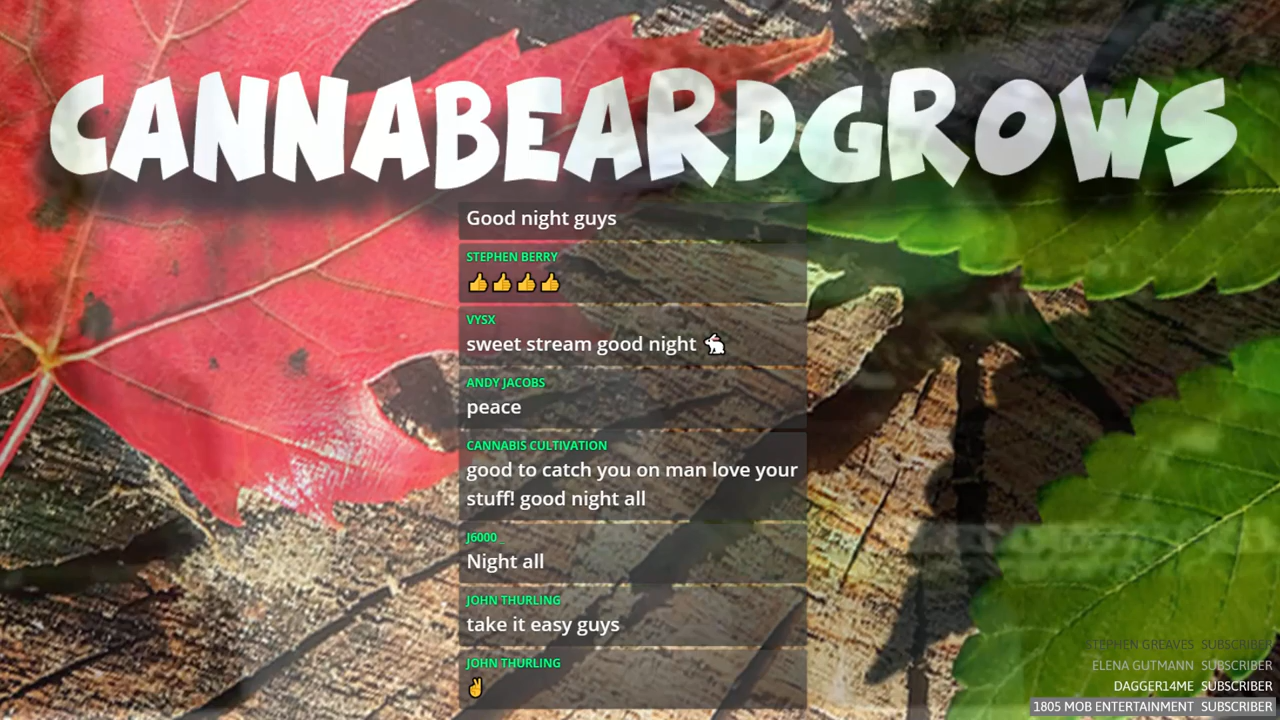 CANNABEARDGROWS
Good night guys
STEPHEN BERRY
👍👍👍👍
VYSX
sweet stream good night 🐇
ANDY JACOBS
peace
CANNABIS CULTIVATION
good to catch you on man love your
stuff! good night all
J6000_
Night all
JOHN THURLING
take it easy guys
JOHN THURLING
✌
STEPHEN GREAVES SUBSCRIBER
ELENA GUTMANN SUBSCRIBER
DAGGER14ME SUBSCRIBER
1805 MOB ENTERTAINMENT SUBSCRIBER